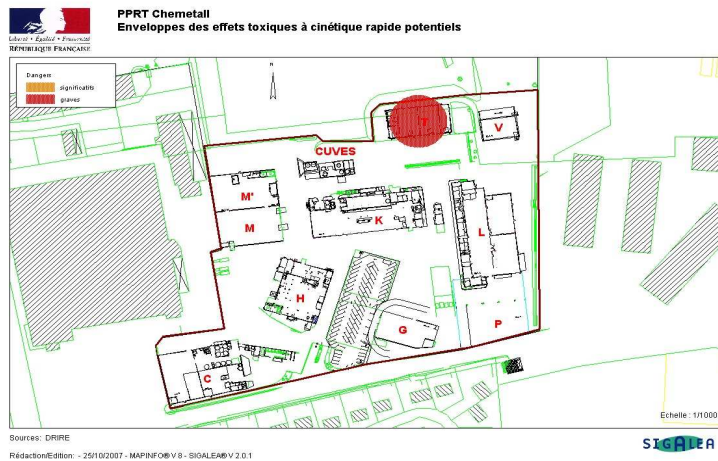 PPRT Chemetall
Enveloppes des effets toxiques à cinétique rapide potentiels
Liberté • Égalité • Fraternité
RÉPUBLIQUE FRANÇAISE
Dangers
significatifs
graves
N
T
V
CUVES
M'
M
K
L
H
G
P
C
Echelle : 1/1000
Sources: DRIRE
Rédaction/Edition: - 25/10/2007 - MAPINFO® V 8 - SIGALEA® V 2.0.1
SIGALEA